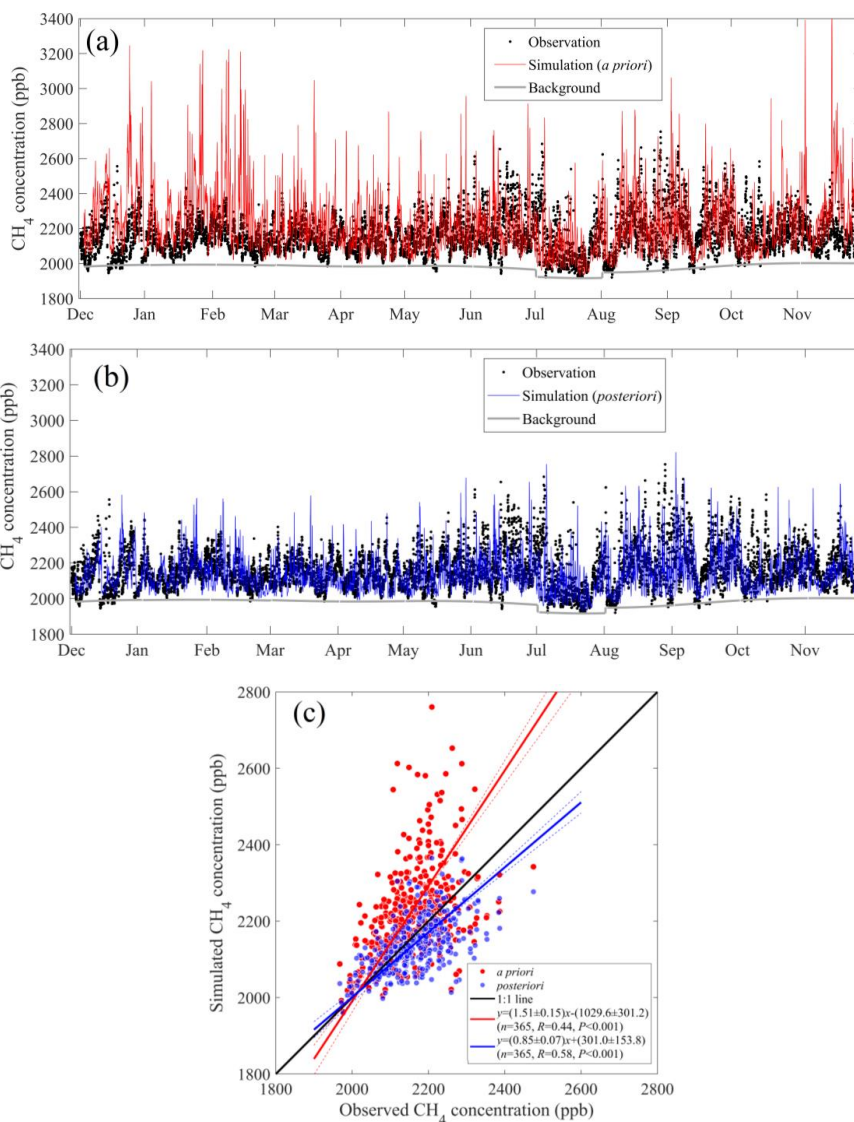 (a)
CH4 concentration (ppb)
3400
3200
3000
2800
2600
2400
2200
2000
1800
Observation
Simulation (a priori)
Background
Dec Jan Feb Mar Apr May Jun Jul Aug Sep Oct Nov
(b)
CH4 concentration (ppb)
3400
3200
3000
2800
2600
2400
2200
2000
1800
Observation
Simulation (posteriori)
Background
Dec Jan Feb Mar Apr May Jun Jul Aug Sep Oct Nov
(c)
Simulated CH4 concentration (ppb)
2800
2600
2400
2200
2000
1800
a priori
posteriori
1:1 line
y=(1.51±0.15)x-(1029.6±301.2)
(n=365, R=0.44, P<0.001)
y=(0.85±0.07)x+(301.0±153.8)
(n=365, R=0.58, P<0.001)
1800 2000 2200 2400 2600 2800
Observed CH4 concentration (ppb)